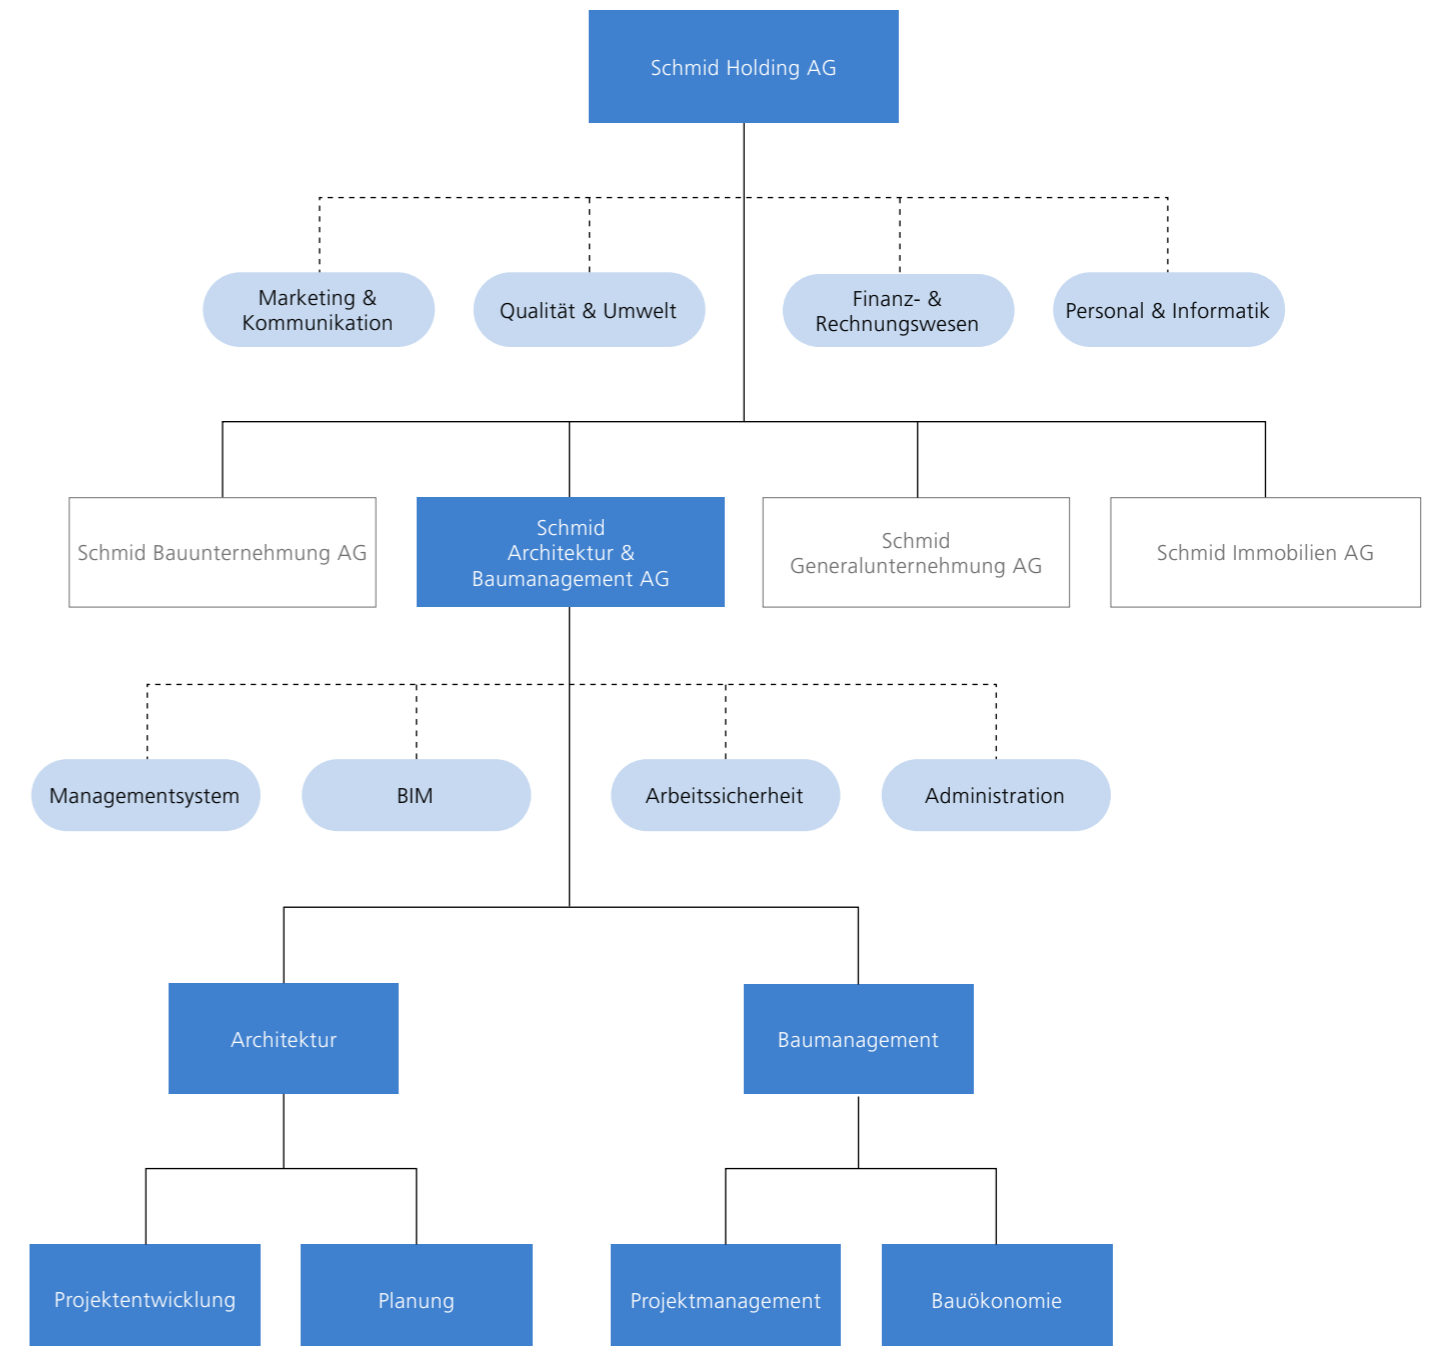 Schmid Holding AG
Marketing &
Kommunikation
Qualität & Umwelt
Finanz- &
Rechnungswesen
Personal & Informatik
Schmid Bauunternehmung AG
Schmid
Architektur &
Baumanagement AG
Schmid
Generalunternehmung AG
Schmid Immobilien AG
Managementsystem
BIM
Arbeitssicherheit
Administration
Architektur
Baumanagement
Projektentwicklung
Planung
Projektmanagement
Bauökonomie